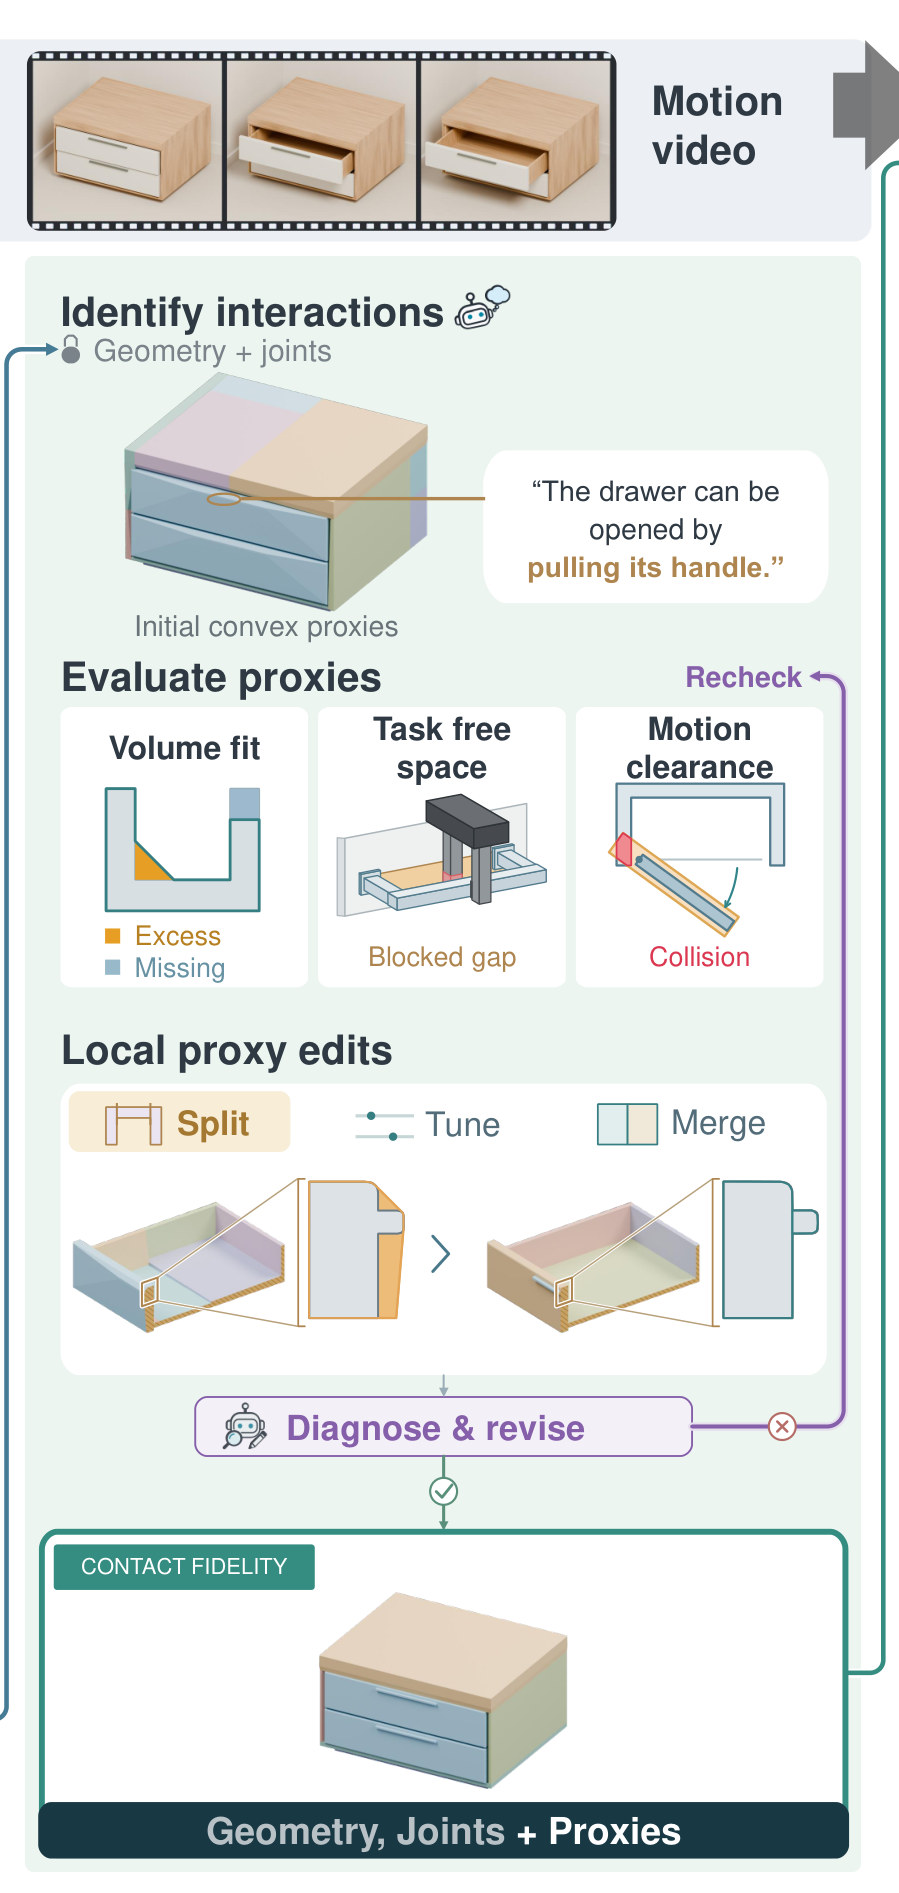 Motion
video
Identify interactions
Geometry + joints
“The drawer can be
opened by
pulling its handle.”
Initial convex proxies
Evaluate proxies
Recheck
Volume fit
Excess
Missing
Task free
space
Blocked gap
Motion
clearance
Collision
Local proxy edits
Split
Tune
Merge
Diagnose & revise
CONTACT FIDELITY
Geometry, Joints + Proxies